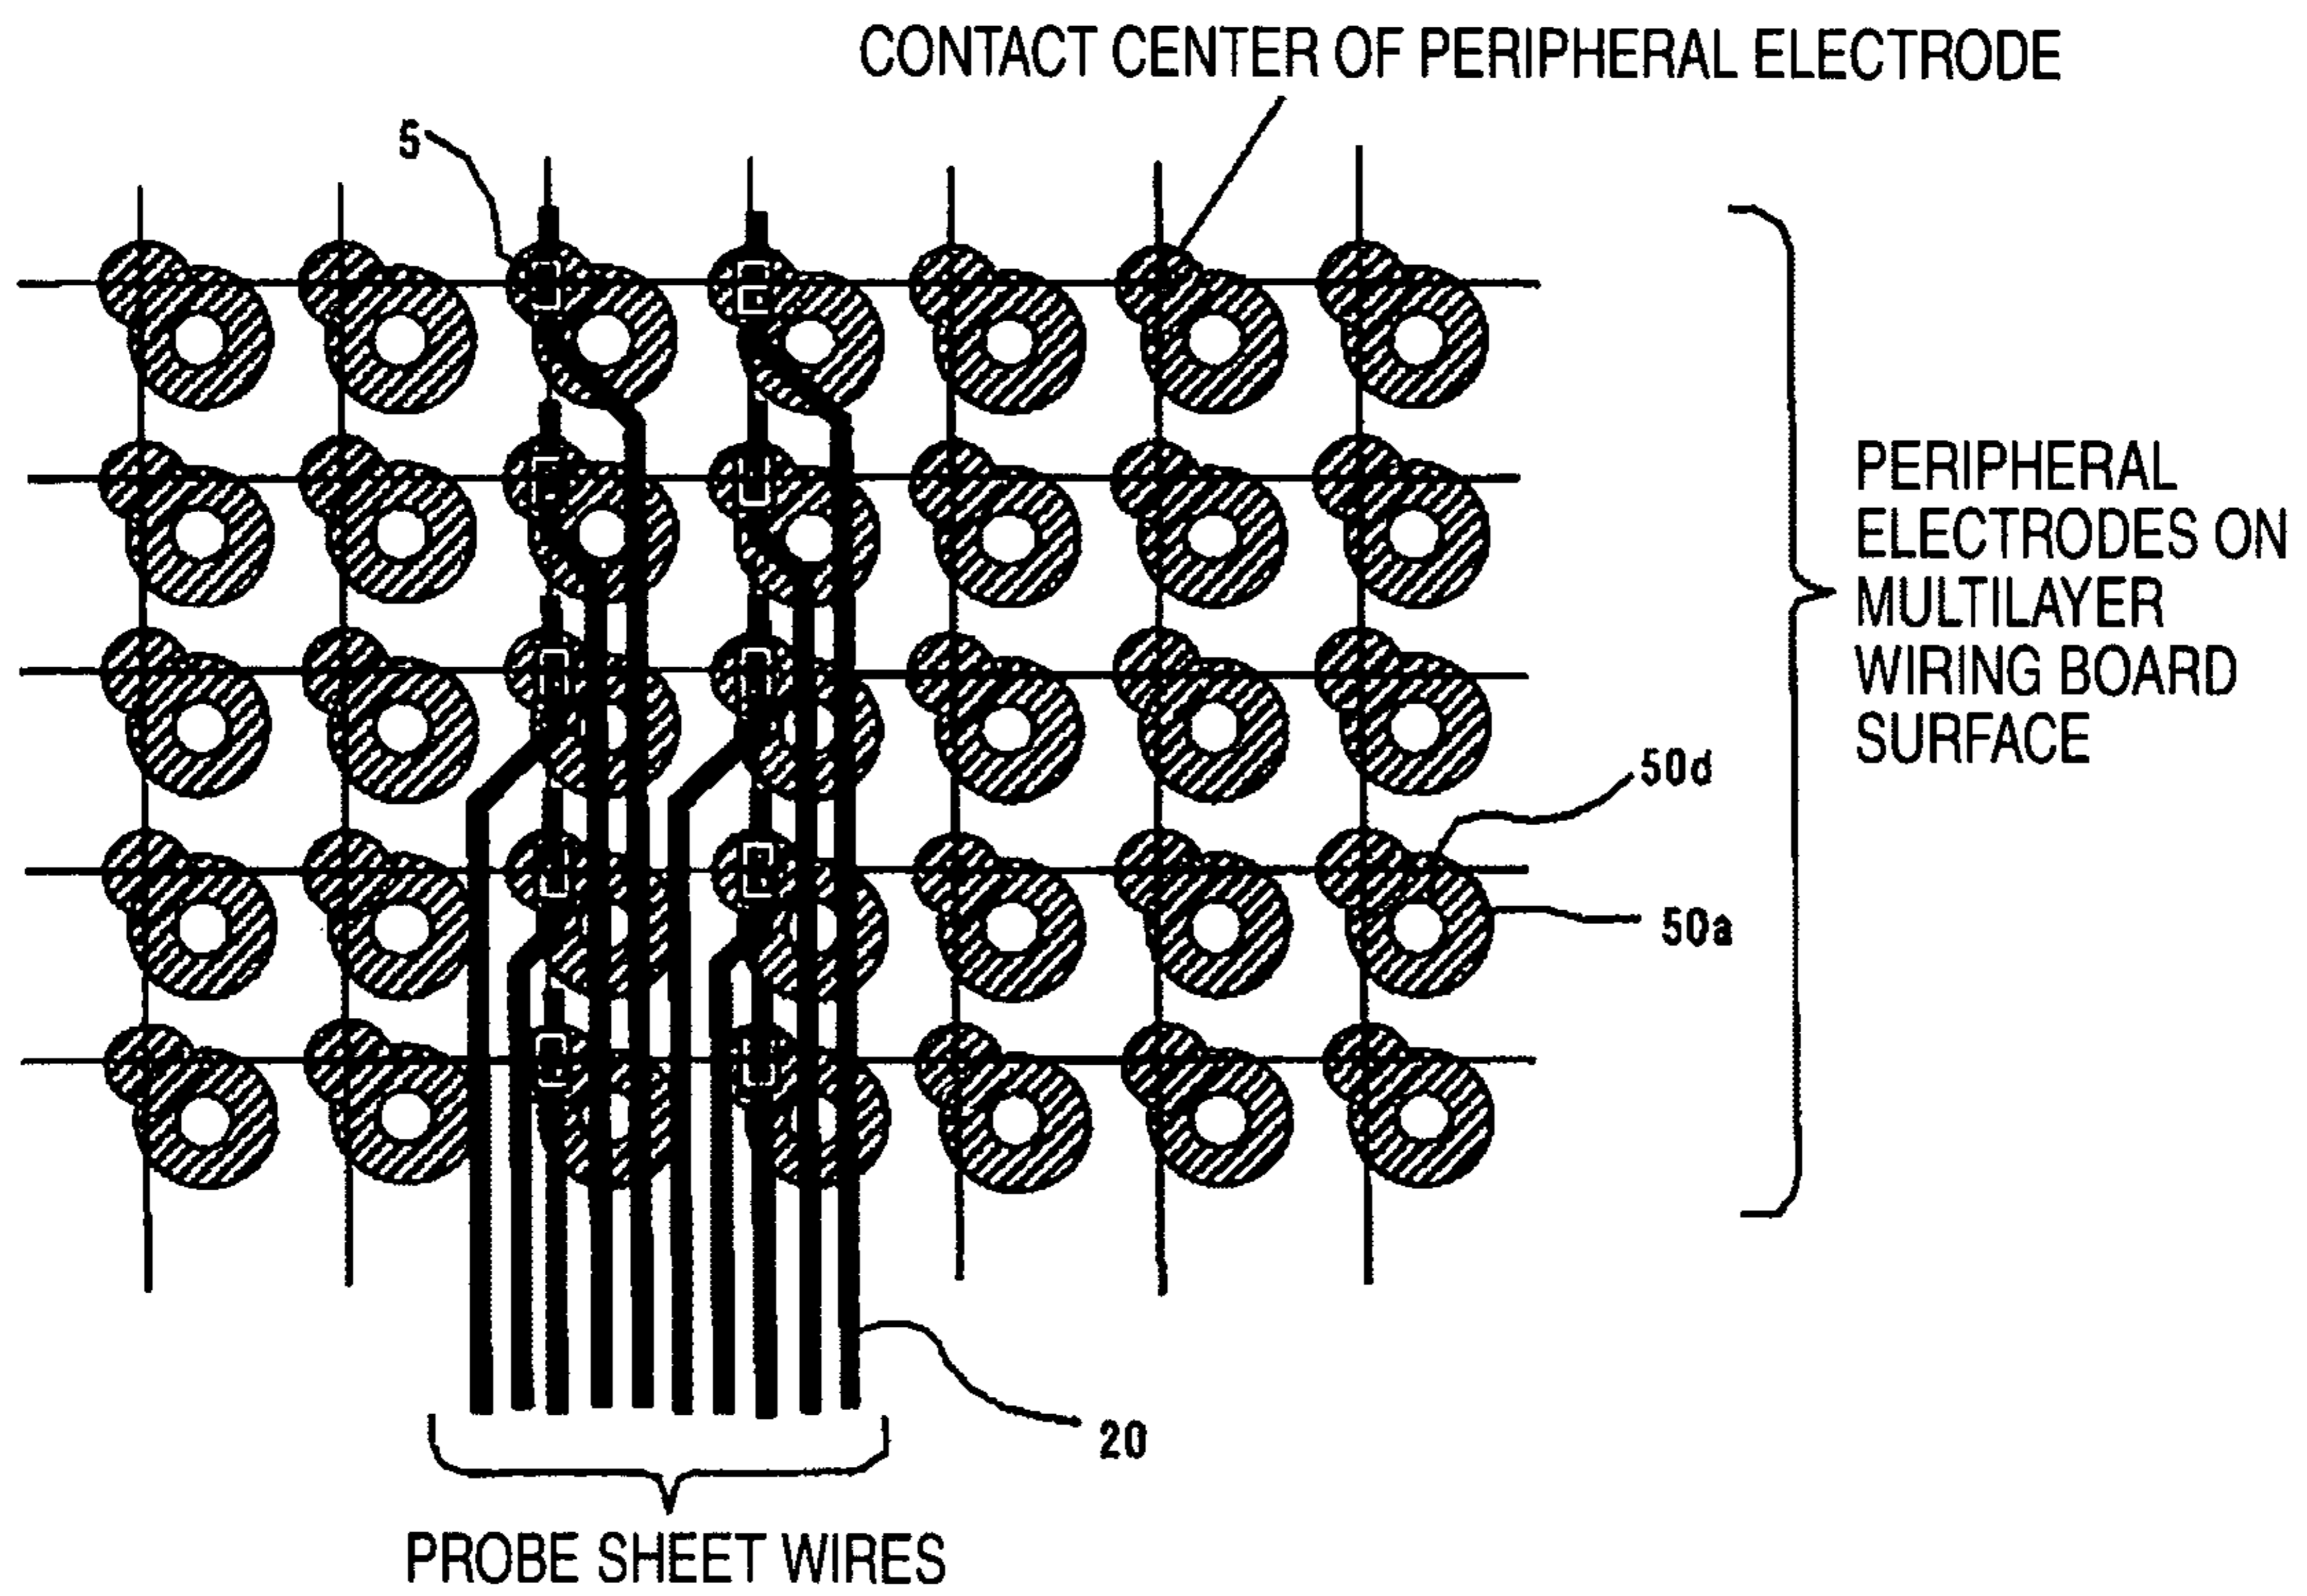 CONTACT CENTER OF PERIPHERAL ELECTRODE
5
PERIPHERAL
ELECTRODES ON
MULTILAYER
WIRING BOARD
SURFACE
50d
50a
20
PROBE SHEET WIRES